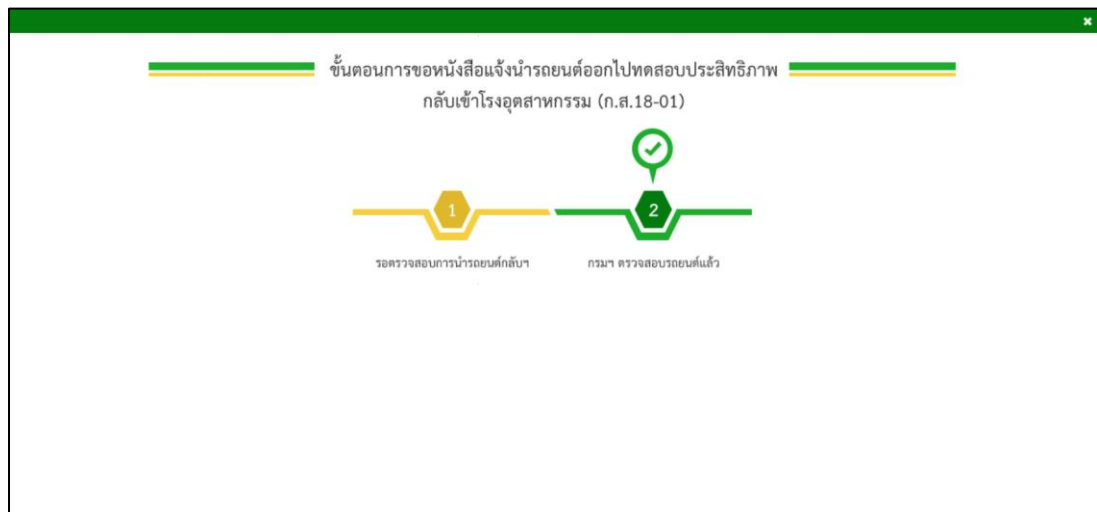 ขั้นตอนการขอหนังสือแจ้งนำรถยนต์ออกไปทดสอบประสิทธิภาพ
กลับเข้าโรงอุตสาหกรรม (ก.ส.18-01)
1
2
รอตรวจสอบการนำรถยนต์กลับฯ
กรมฯ ตรวจสอบรถยนต์แล้ว